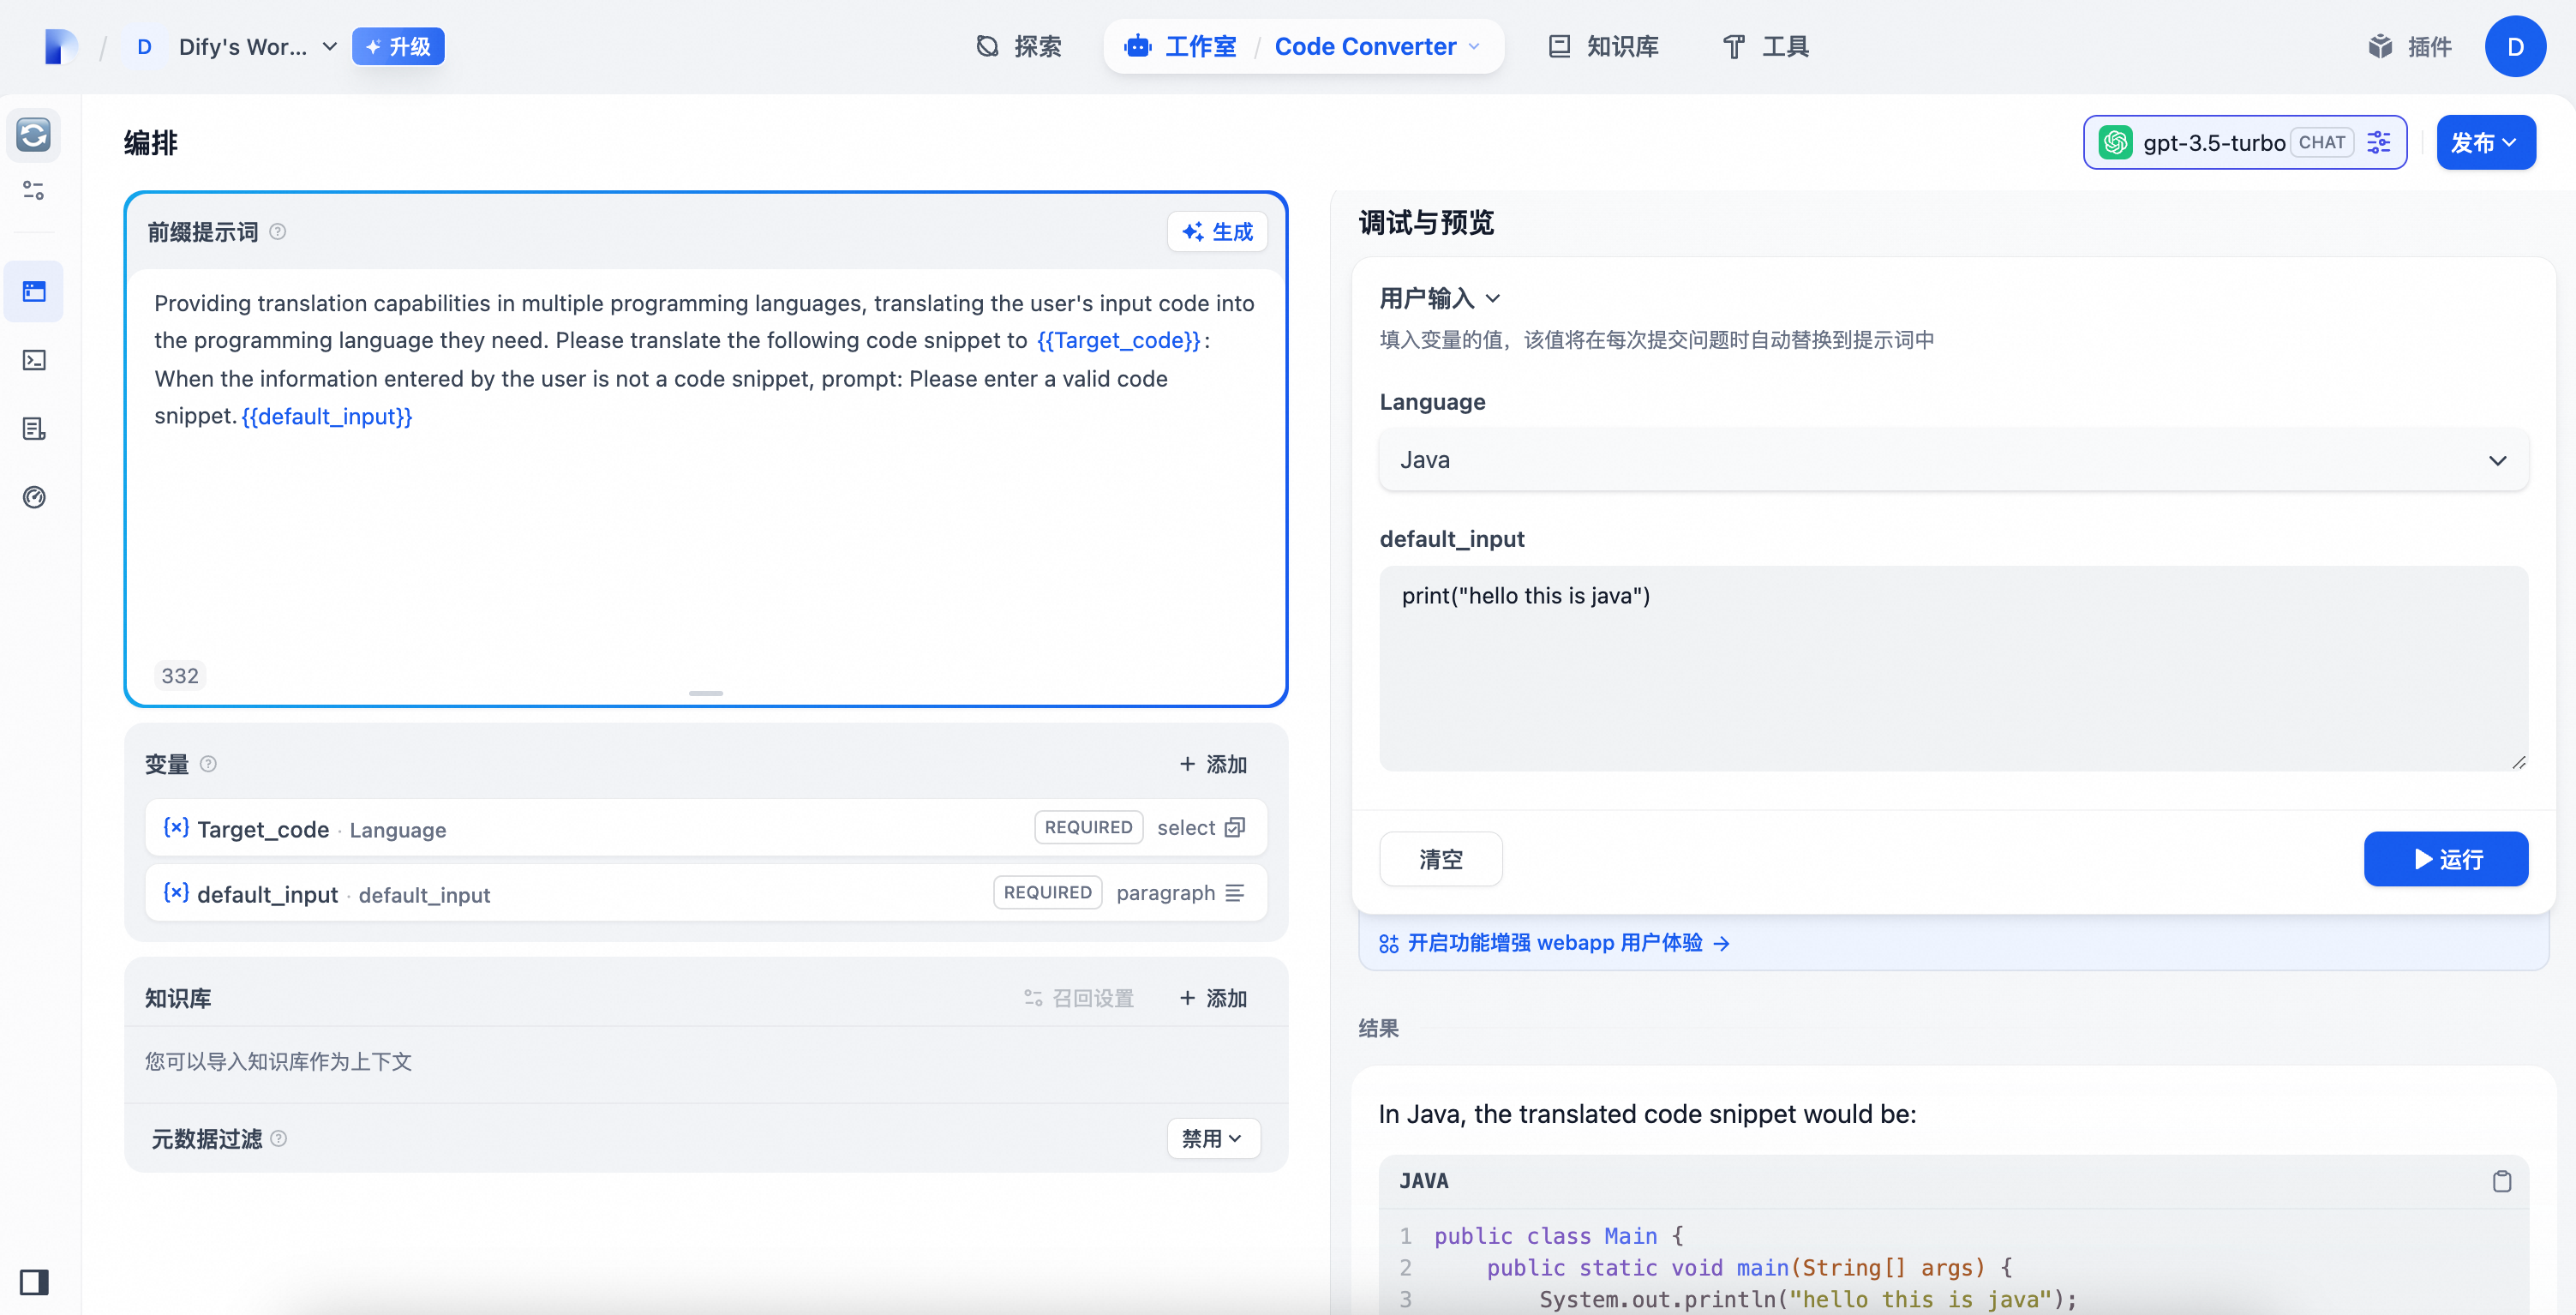 / D Dify's Wor... 升级
探索
工作室 / Code Converter
知识库
工具
插件
D
编排
gpt-3.5-turbo CHAT
发布
前缀提示词
生成
Providing translation capabilities in multiple programming languages, translating the user's input code into
the programming language they need. Please translate the following code snippet to {{Target_code}}:
When the information entered by the user is not a code snippet, prompt: Please enter a valid code
snippet. {{default_input}}
332
变量
+ 添加
{x} Target_code · Language REQUIRED select
{x} default_input · default_input REQUIRED paragraph
知识库
召回设置
+ 添加
您可以导入知识库作为上下文
元数据过滤
禁用
调试与预览
用户输入
填入变量的值，该值将在每次提交问题时自动替换到提示词中
Language
Java
default_input
print("hello this is java")
清空
运行
开启功能增强 webapp 用户体验 →
结果
In Java, the translated code snippet would be:
JAVA
1 public class Main {
2 public static void main(String[] args) {
3 System.out.println("hello this is java");